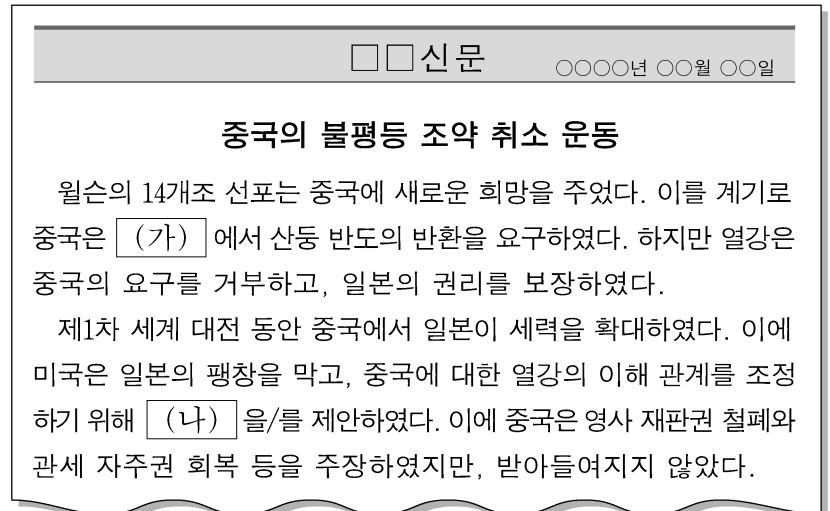 □□신문
○○○○년 ○○월 ○○일
중국의 불평등 조약 취소 운동
윌슨의 14개조 선포는 중국에 새로운 희망을 주었다. 이를 계기로
중국은 (가) 에서 산둥 반도의 반환을 요구하였다. 하지만 열강은
중국의 요구를 거부하고, 일본의 권리를 보장하였다.
제1차 세계 대전 동안 중국에서 일본이 세력을 확대하였다. 이에
미국은 일본의 팽창을 막고, 중국에 대한 열강의 이해 관계를 조정
하기 위해 (나) 을/를 제안하였다. 이에 중국은 영사 재판권 철폐와
관세 자주권 회복 등을 주장하였지만, 받아들여지지 않았다.